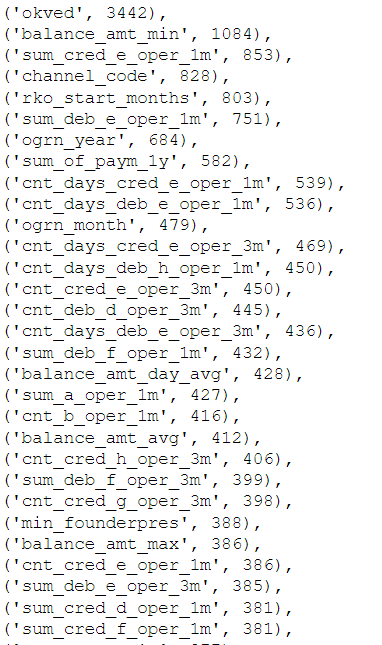 ('okved', 3442),
('balance_amt_min', 1084),
('sum_cred_e_oper_1m', 853),
('channel_code', 828),
('rko_start_months', 803),
('sum_deb_e_oper_1m', 751),
('ogrn_year', 684),
('sum_of_paym_1y', 582),
('cnt_days_cred_e_oper_1m', 539),
('cnt_days_deb_e_oper_1m', 536),
('ogrn_month', 479),
('cnt_days_cred_e_oper_3m', 469),
('cnt_days_deb_h_oper_1m', 450),
('cnt_cred_e_oper_3m', 450),
('cnt_deb_d_oper_3m', 445),
('cnt_days_deb_e_oper_3m', 436),
('sum_deb_f_oper_1m', 432),
('balance_amt_day_avg', 428),
('sum_a_oper_1m', 427),
('cnt_b_oper_1m', 416),
('balance_amt_avg', 412),
('cnt_cred_h_oper_3m', 406),
('sum_deb_f_oper_3m', 399),
('cnt_cred_g_oper_3m', 398),
('min_founderpres', 388),
('balance_amt_max', 386),
('cnt_cred_e_oper_1m', 386),
('sum_deb_e_oper_3m', 385),
('sum_cred_d_oper_1m', 381),
('sum_cred_f_oper_1m', 381),